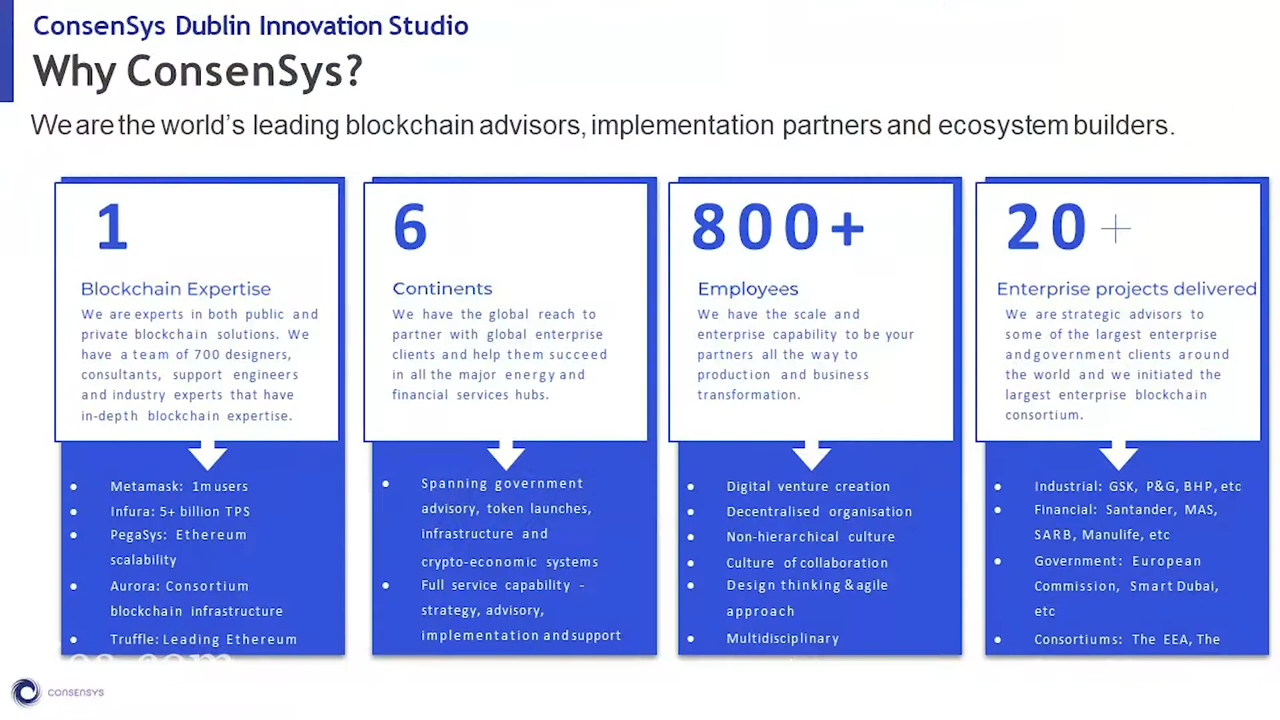 ConsenSys Dublin Innovation Studio
Why ConsenSys?
We are the world's leading blockchain advisors, implementation partners and ecosystem builders.
1
Blockchain Expertise
We are experts in both public and
private blockchain solutions. We
have a team of 700 designers,
consultants, support engineers
and industry experts that have
in-depth blockchain expertise.
Metamask: 1m users
Infura: 5+ billion TPS
PegaSys: Ethereum
scalability
Aurora: Consortium
blockchain infrastructure
Truffle: Leading Ethereum
6
Continents
We have the global reach to
partner with global enterprise
clients and help them succeed
in all the major energy and
financial services hubs.
Spanning government
advisory, token launches,
infrastructure and
crypto-economic systems
Full service capability -
strategy, advisory,
implementation and support
800+
Employees
We have the scale and
enterprise capability to be your
partners all the way to
production and business
transformation.
Digital venture creation
Decentralised organisation
Non-hierarchical culture
Culture of collaboration
Design thinking & agile
approach
Multidisciplinary
20+
Enterprise projects delivered
We are strategic advisors to
some of the largest enterprise
and government clients around
the world and we initiated the
largest enterprise blockchain
consortium.
Industrial: GSK, P&G, BHP, etc
Financial: Santander, MAS,
SARB, Manulife, etc
Government: European
Commission, Smart Dubai,
etc
Consortiums: The EEA, The
CONSENSYS